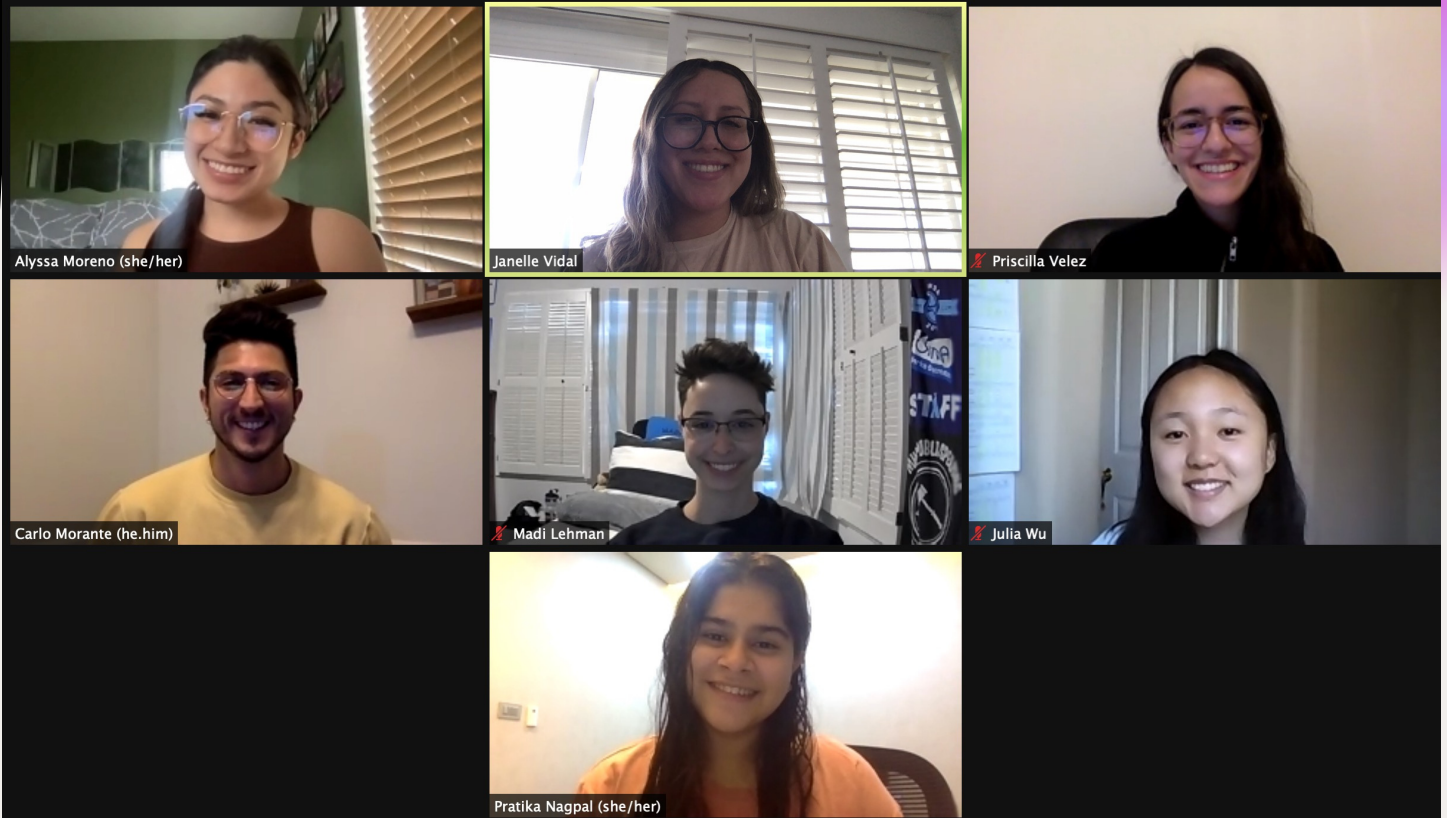 Alyssa Moreno (she/her)
Janelle Vidal
Priscilla Velez
Carlo Morante (he.him)
Madi Lehman
STAFF
Julia Wu
Pratika Nagpal (she/her)